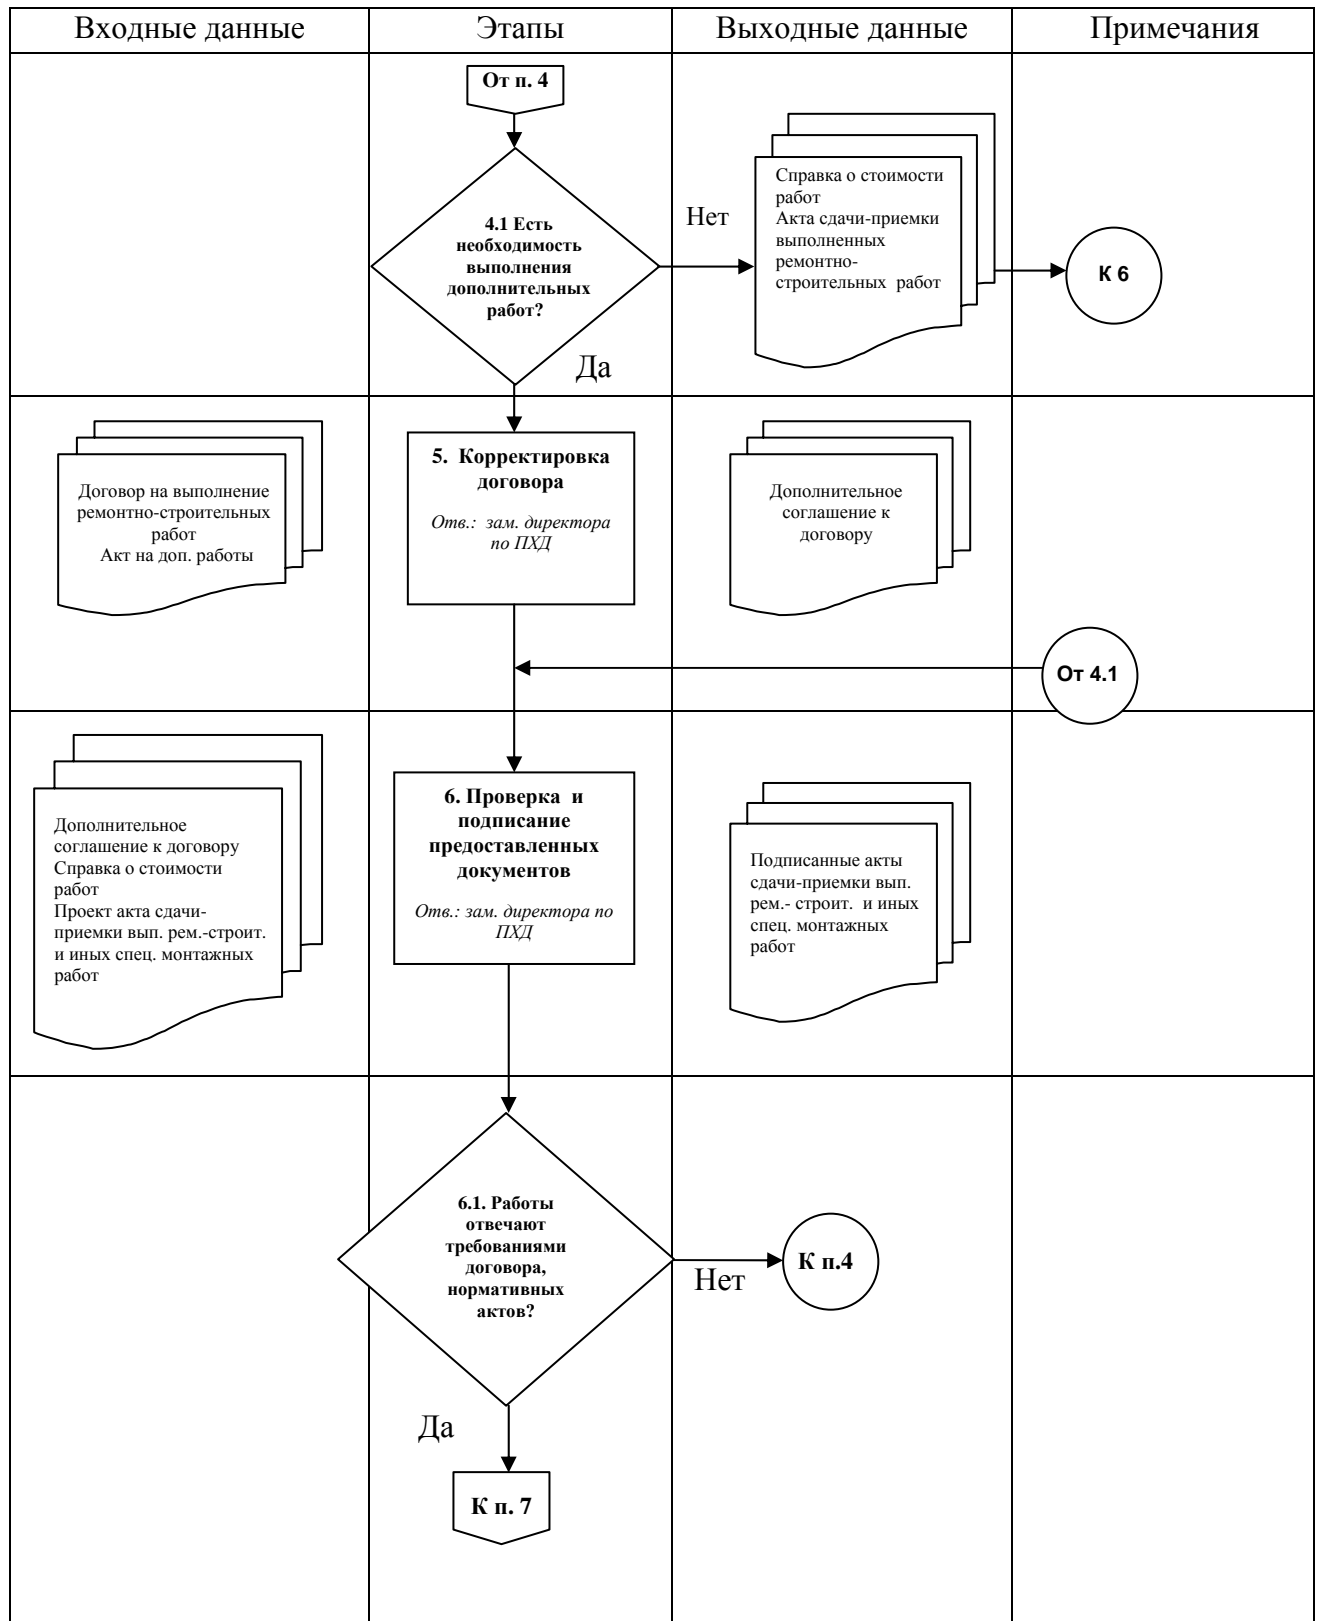 Входные данные
Этапы
Выходные данные
Примечания
От п. 4
4.1 Есть
необходимость
выполнения
дополнительных
работ?
Нет
Да
Справка о стоимости
работ
Акта сдачи-приемки
выполненных
ремонтно-
строительных работ
К 6
Договор на выполнение
ремонтно-строительных
работ
Акт на доп. работы
5. Корректировка
договора
Отв.: зам. директора
по ПХД
Дополнительное
соглашение к
договору
От 4.1
Дополнительное
соглашение к договору
Справка о стоимости
работ
Проект акта сдачи-
приемки вып. рем.-строит.
и иных спец. монтажных
работ
6. Проверка и
подписание
предоставленных
документов
Отв.: зам. директора по
ПХД
Подписанные акты
сдачи-приемки вып.
рем.- строит. и иных
спец. монтажных
работ
6.1. Работы
отвечают
требованиями
договора,
нормативных
актов?
Нет
К п.4
Да
К п. 7